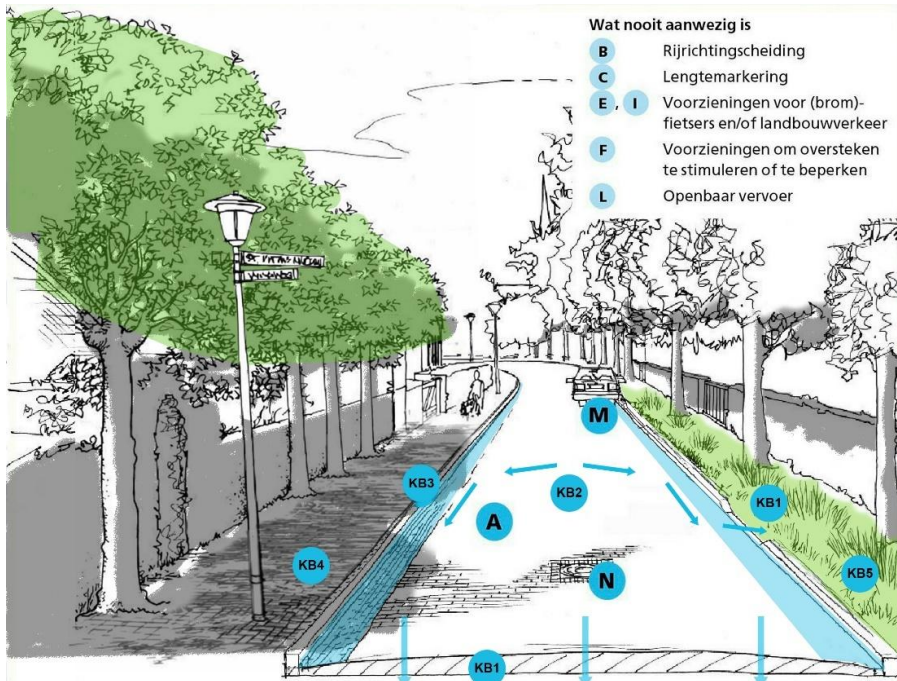 Wat nooit aanwezig is
B Rijrichtingscheiding
C Lengtemarkering
E, I Voorzieningen voor (brom)-
fietsers en/of landbouwverkeer
F Voorzieningen om oversteken
te stimuleren of te beperken
L Openbaar vervoer
M
KB3
KB2
KB1
A
KB4
N
KB5
KB1